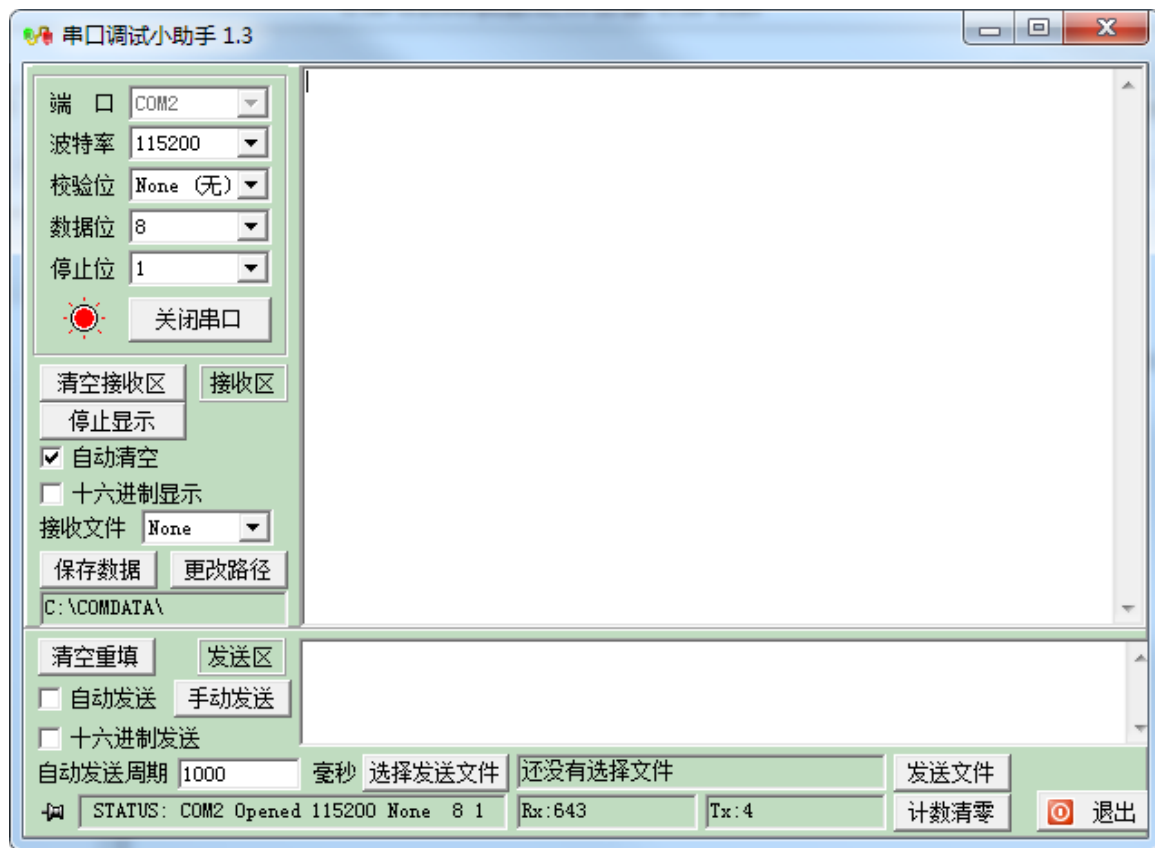 串口调试小助手 1.3
端 口 COM2
波特率 115200
校验位 None (无)
数据位 8
停止位 1
关闭串口
清空接收区 接收区
停止显示
自动清空
十六进制显示
接收文件 None
保存数据 更改路径
C:\COMDATA\
清空重填 发送区
自动发送 手动发送
十六进制发送
自动发送周期 1000 毫秒 选择发送文件 还没有选择文件 发送文件
STATUS: COM2 Opened 115200 None 8 1 Rx:643 Tx:4 计数清零 退出